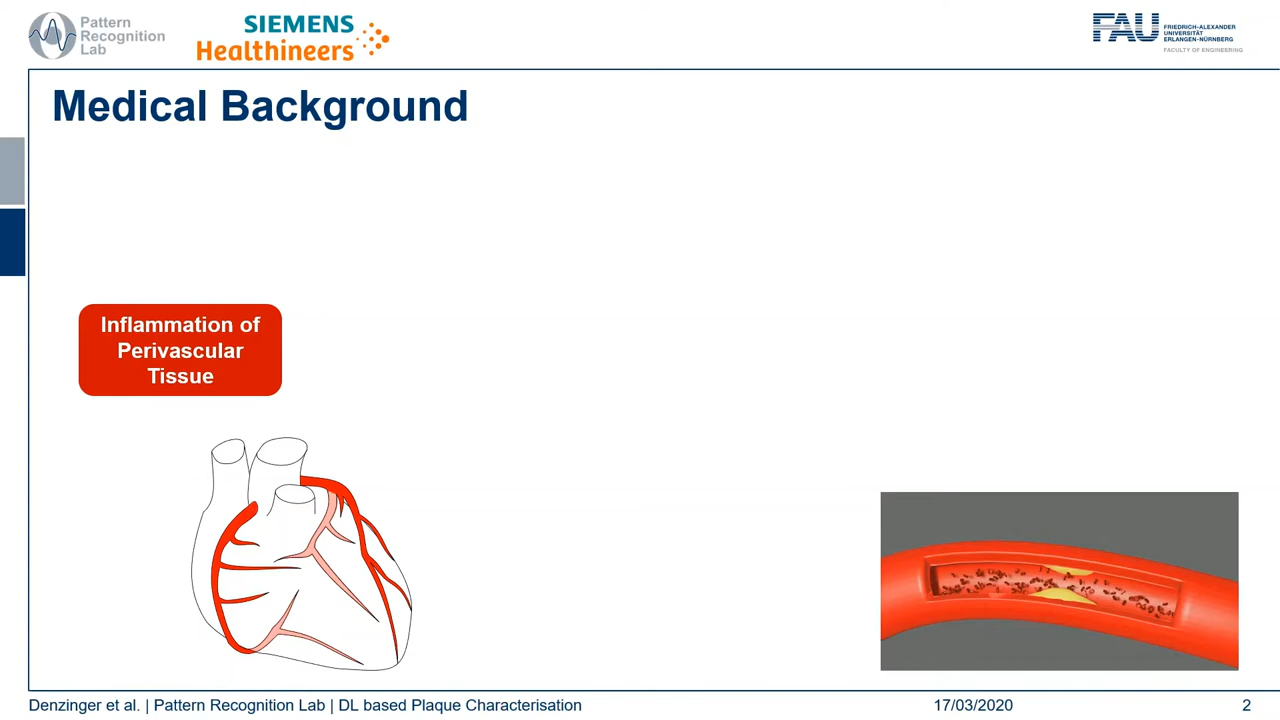 Pattern
Recognition
Lab
SIEMENS
Healthineers
FAU
FRIEDRICH-ALEXANDER
UNIVERSITÄT
ERLANGEN-NÜRNBERG
FACULTY OF ENGINEERING
Medical Background
Inflammation of
Perivascular
Tissue
Denzinger et al. | Pattern Recognition Lab | DL based Plaque Characterisation
17/03/2020
2